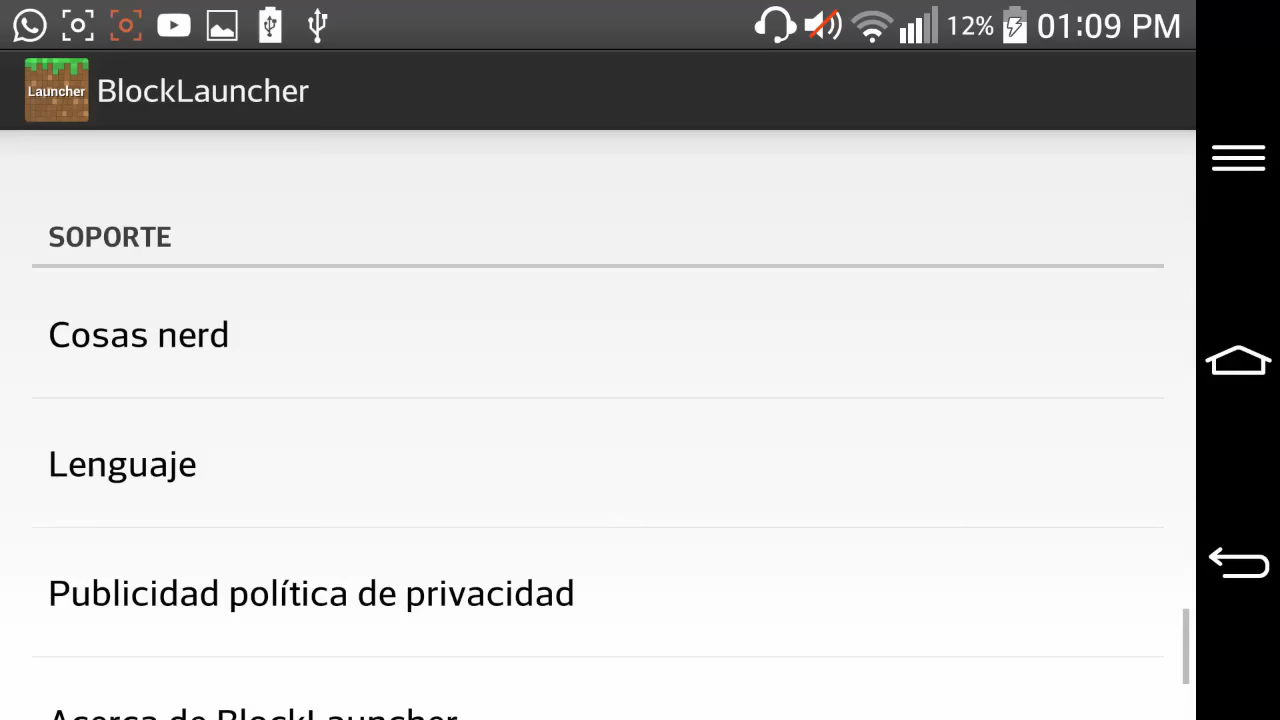 12% 01:09 PM
Launcher BlockLauncher
SOPORTE
Cosas nerd
Lenguaje
Publicidad política de privacidad
Acerca de BlockLauncher